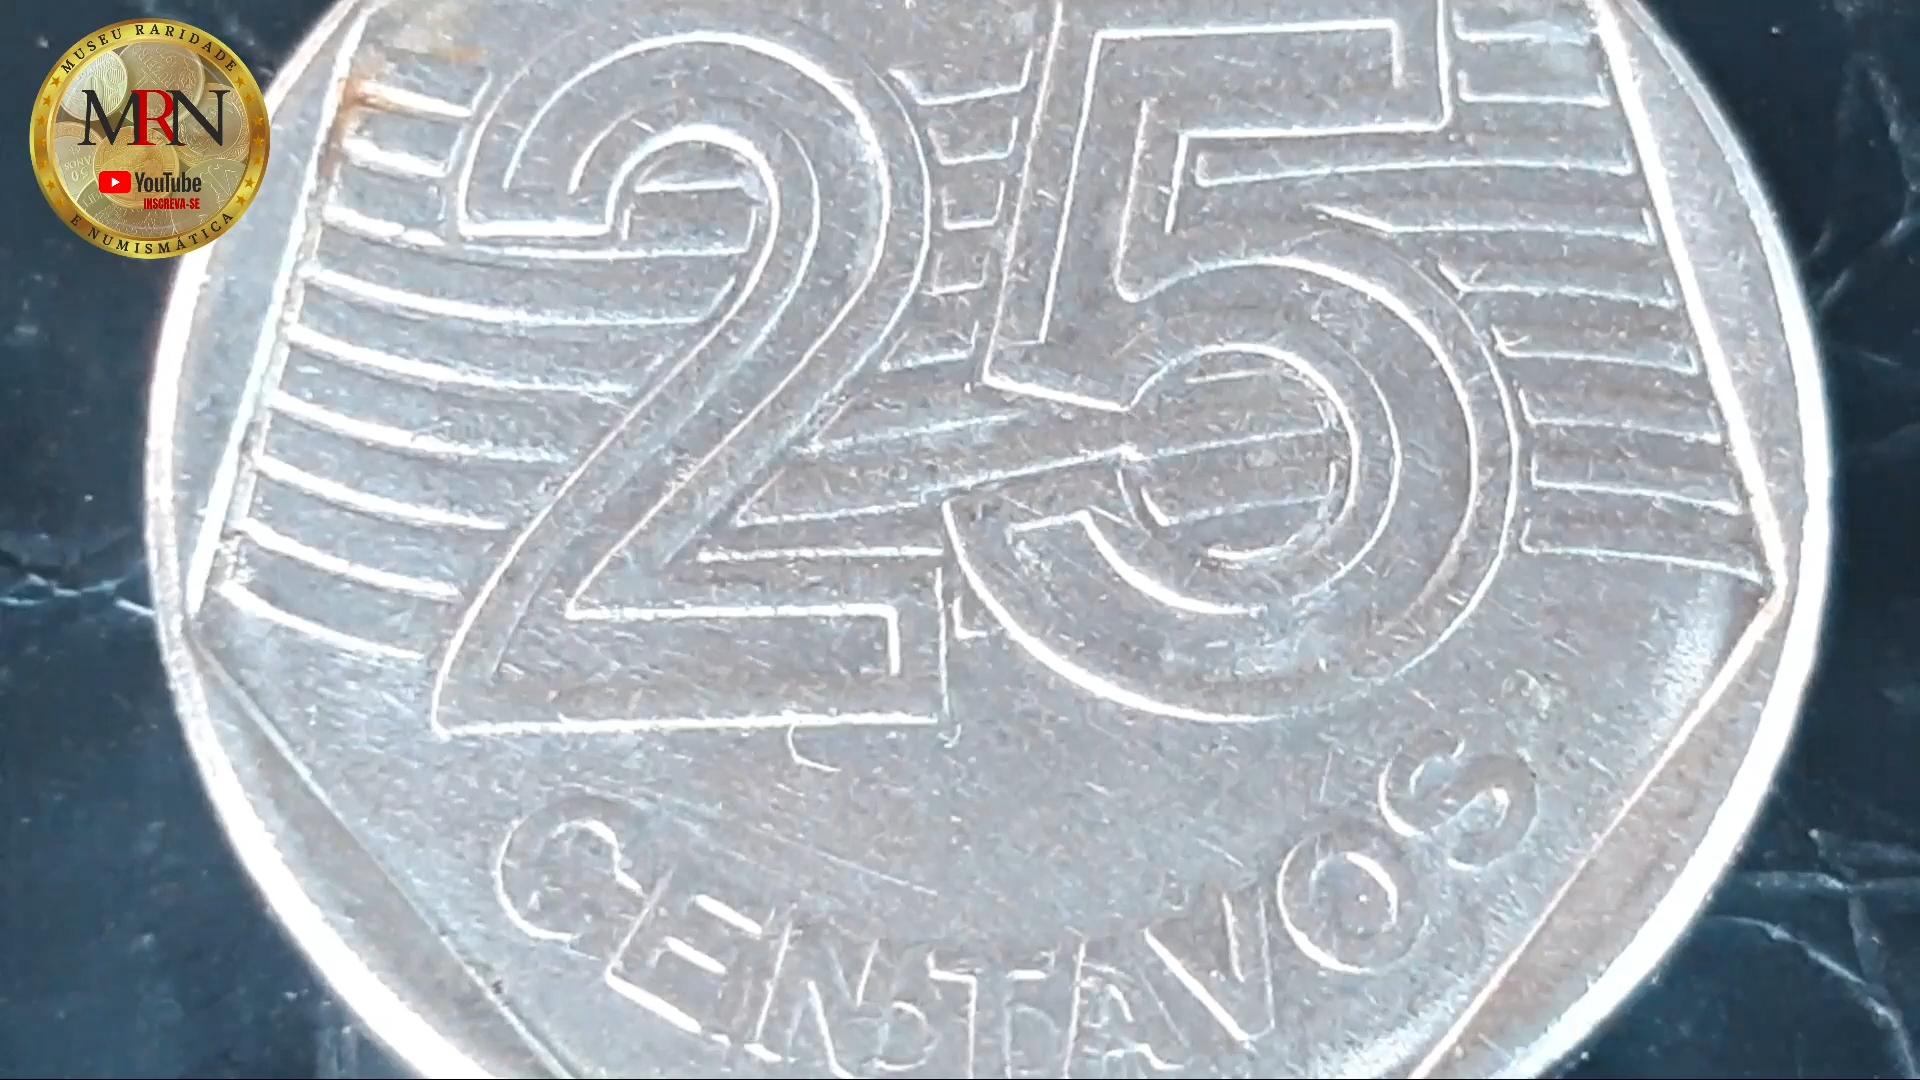 MUSEU RARIDADE
MRN
YouTube
INSCREVA-SE
E NUMISMÁTICA
25
CENTAVOS